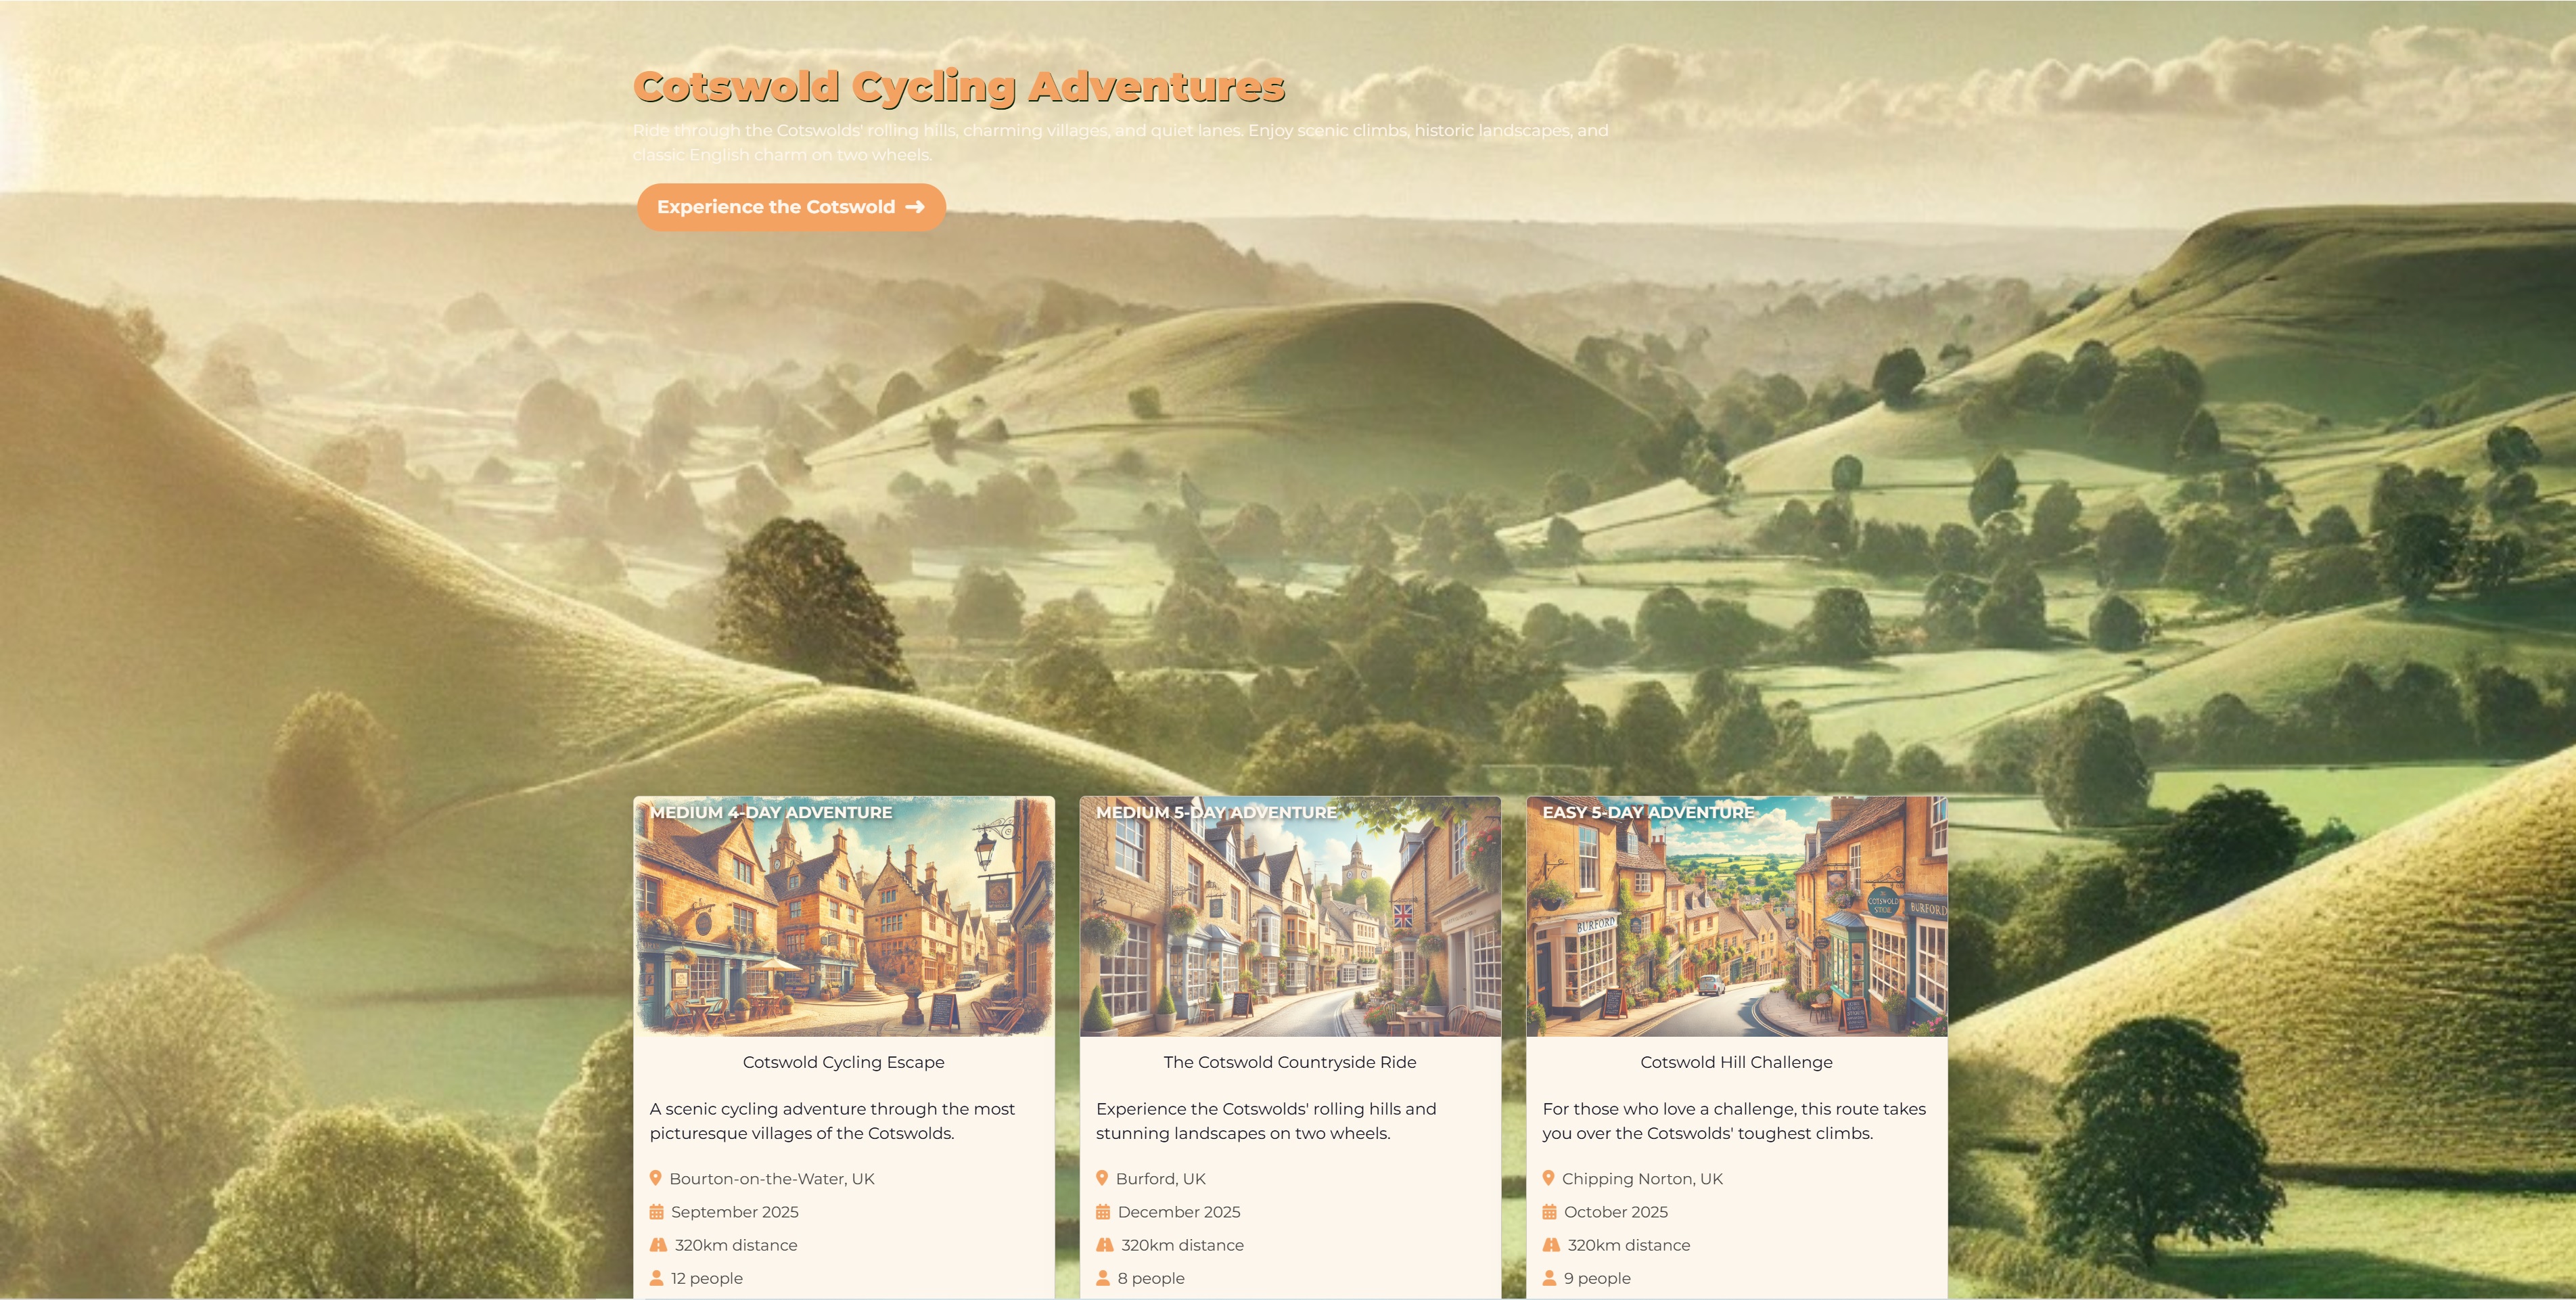 Cotswold Cycling Adventures
Ride through the Cotswolds' rolling hills, charming villages, and quiet lanes. Enjoy scenic climbs, historic landscapes, and
classic English charm on two wheels.
Experience the Cotswold
MEDIUM 4-DAY ADVENTURE
Cotswold Cycling Escape
A scenic cycling adventure through the most
picturesque villages of the Cotswolds.
Bourton-on-the-Water, UK
September 2025
320km distance
12 people
MEDIUM 5-DAY ADVENTURE
The Cotswold Countryside Ride
Experience the Cotswolds' rolling hills and
stunning landscapes on two wheels.
Burford, UK
December 2025
320km distance
8 people
EASY 5-DAY ADVENTURE
BURFORD
COTSWOLD
BURFORD
Cotswold Hill Challenge
For those who love a challenge, this route takes
you over the Cotswolds' toughest climbs.
Chipping Norton, UK
October 2025
320km distance
9 people